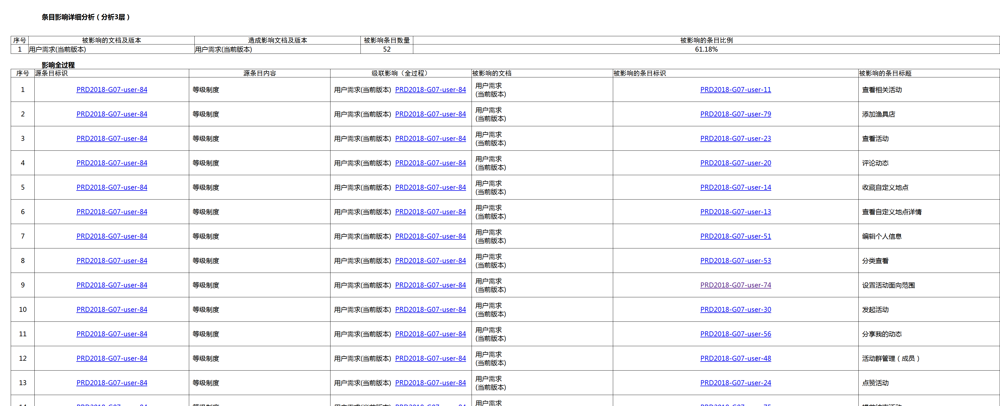 条目影响详细分析（分析3层）
序号 被影响的文档及版本 造成影响文档及版本 被影响条目数量 被影响的条目比例
1 用户需求(当前版本) 用户需求(当前版本) 52 61.18%
影响全过程
序号 源条目标识 源条目内容 级联影响（全过程） 被影响的文档 被影响的条目标识 被影响的条目标题
1 PRD2018-G07-user-84 等级制度 用户需求(当前版本) PRD2018-G07-user-84 用户需求
(当前版本) PRD2018-G07-user-11 查看相关活动
2 PRD2018-G07-user-84 等级制度 用户需求(当前版本) PRD2018-G07-user-84 用户需求
(当前版本) PRD2018-G07-user-79 添加渔具店
3 PRD2018-G07-user-84 等级制度 用户需求(当前版本) PRD2018-G07-user-84 用户需求
(当前版本) PRD2018-G07-user-23 查看活动
4 PRD2018-G07-user-84 等级制度 用户需求(当前版本) PRD2018-G07-user-84 用户需求
(当前版本) PRD2018-G07-user-20 评论动态
5 PRD2018-G07-user-84 等级制度 用户需求(当前版本) PRD2018-G07-user-84 用户需求
(当前版本) PRD2018-G07-user-14 收藏自定义地点
6 PRD2018-G07-user-84 等级制度 用户需求(当前版本) PRD2018-G07-user-84 用户需求
(当前版本) PRD2018-G07-user-13 查看自定义地点详情
7 PRD2018-G07-user-84 等级制度 用户需求(当前版本) PRD2018-G07-user-84 用户需求
(当前版本) PRD2018-G07-user-51 编辑个人信息
8 PRD2018-G07-user-84 等级制度 用户需求(当前版本) PRD2018-G07-user-84 用户需求
(当前版本) PRD2018-G07-user-53 分类查看
9 PRD2018-G07-user-84 等级制度 用户需求(当前版本) PRD2018-G07-user-84 用户需求
(当前版本) PRD2018-G07-user-74 设置活动面向范围
10 PRD2018-G07-user-84 等级制度 用户需求(当前版本) PRD2018-G07-user-84 用户需求
(当前版本) PRD2018-G07-user-30 发起活动
11 PRD2018-G07-user-84 等级制度 用户需求(当前版本) PRD2018-G07-user-84 用户需求
(当前版本) PRD2018-G07-user-56 分享我的动态
12 PRD2018-G07-user-84 等级制度 用户需求(当前版本) PRD2018-G07-user-84 用户需求
(当前版本) PRD2018-G07-user-48 活动群管理（成员）
13 PRD2018-G07-user-84 等级制度 用户需求(当前版本) PRD2018-G07-user-84 用户需求
(当前版本) PRD2018-G07-user-24 点赞活动
用户需求